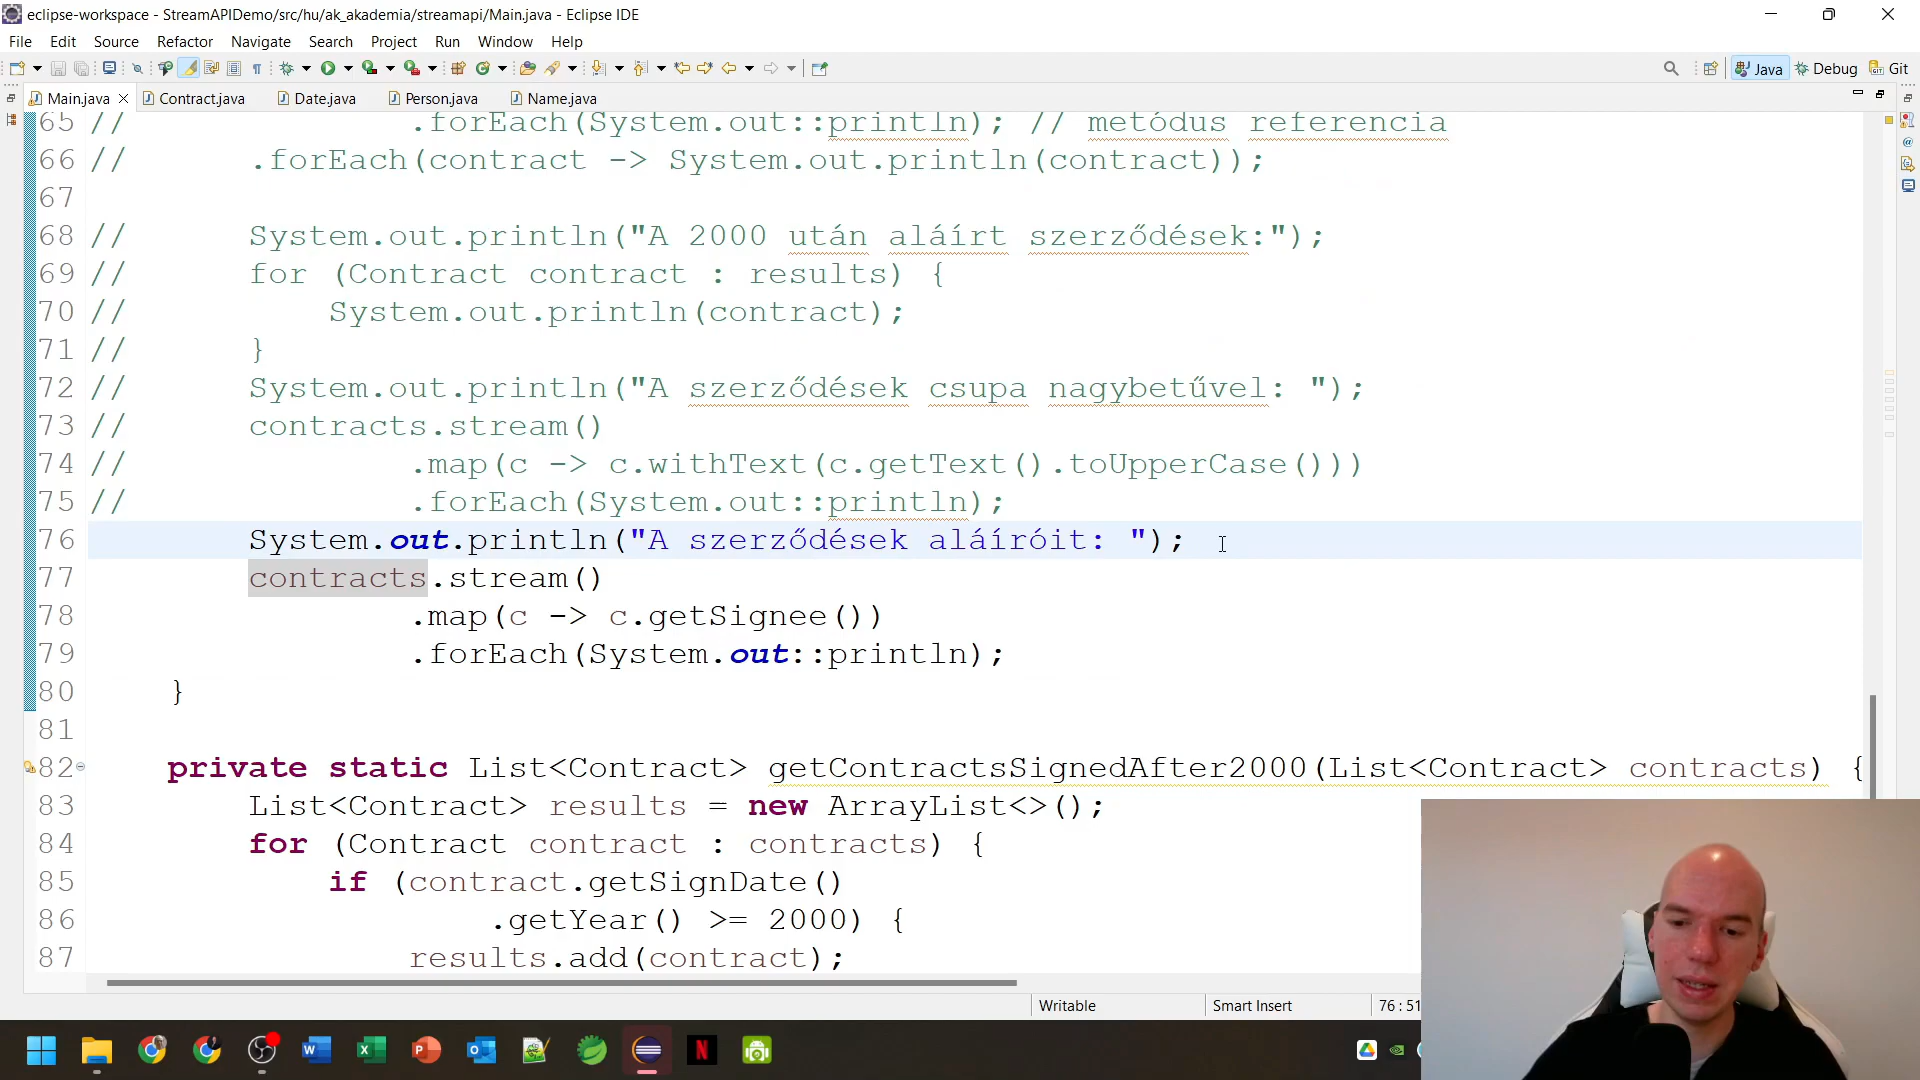 eclipse-workspace - StreamAPIDemo/src/hu/ak_akademia/streamapi/Main.java - Eclipse IDE
File Edit Source Refactor Navigate Search Project Run Window Help
Java Debug Git
Main.java Contract.java Date.java Person.java Name.java
65 // .forEach(System.out::println); // metódus referencia
66 // .forEach(contract -> System.out.println(contract));
67
68 // System.out.println("A 2000 után aláírt szerződések:");
69 // for (Contract contract : results) {
70 // System.out.println(contract);
71 // }
72 // System.out.println("A szerződések csupa nagybetűvel: ");
73 // contracts.stream()
74 // .map(c -> c.withText(c.getText().toUpperCase()))
75 // .forEach(System.out::println);
76 System.out.println("A szerződések aláíróit: ");
77 contracts.stream()
78 .map(c -> c.getSignee())
79 .forEach(System.out::println);
80 }
81
82 private static List<Contract> getContractsSignedAfter2000(List<Contract> contracts) {
83 List<Contract> results = new ArrayList<>();
84 for (Contract contract : contracts) {
85 if (contract.getSignDate()
86 .getYear() >= 2000) {
87 results.add(contract);
Writable Smart Insert 76 : 51